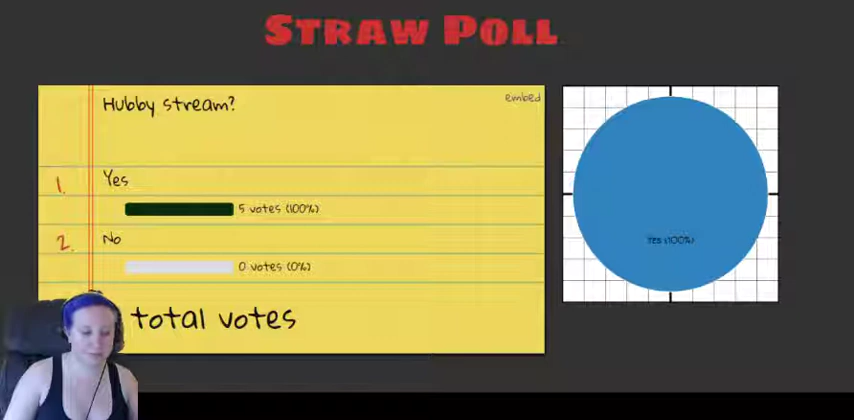 STRAW POLL
Hubby stream?
embed
1. Yes
5 votes (100%)
2. No
0 votes (0%)
total votes
Yes (100%)